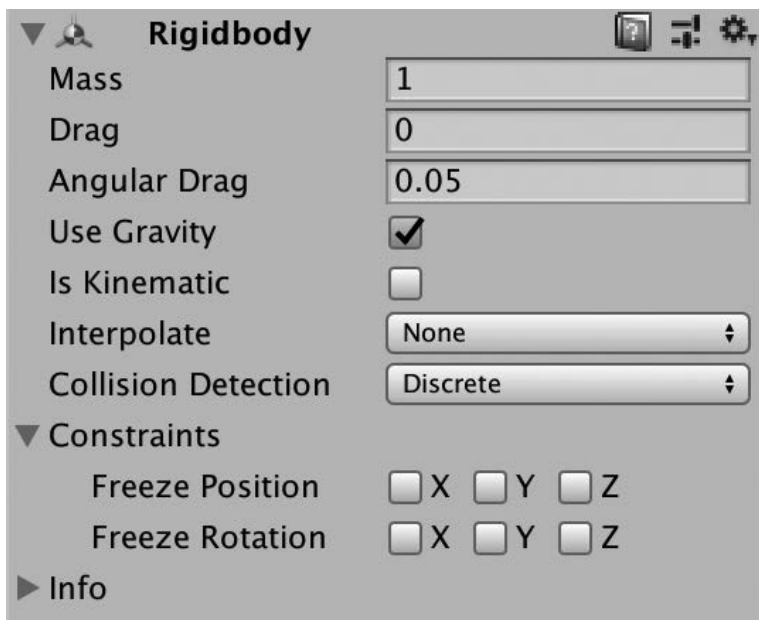 Rigidbody
Mass 1
Drag 0
Angular Drag 0.05
Use Gravity
Is Kinematic
Interpolate None
Collision Detection Discrete
Constraints
Freeze Position X Y Z
Freeze Rotation X Y Z
Info